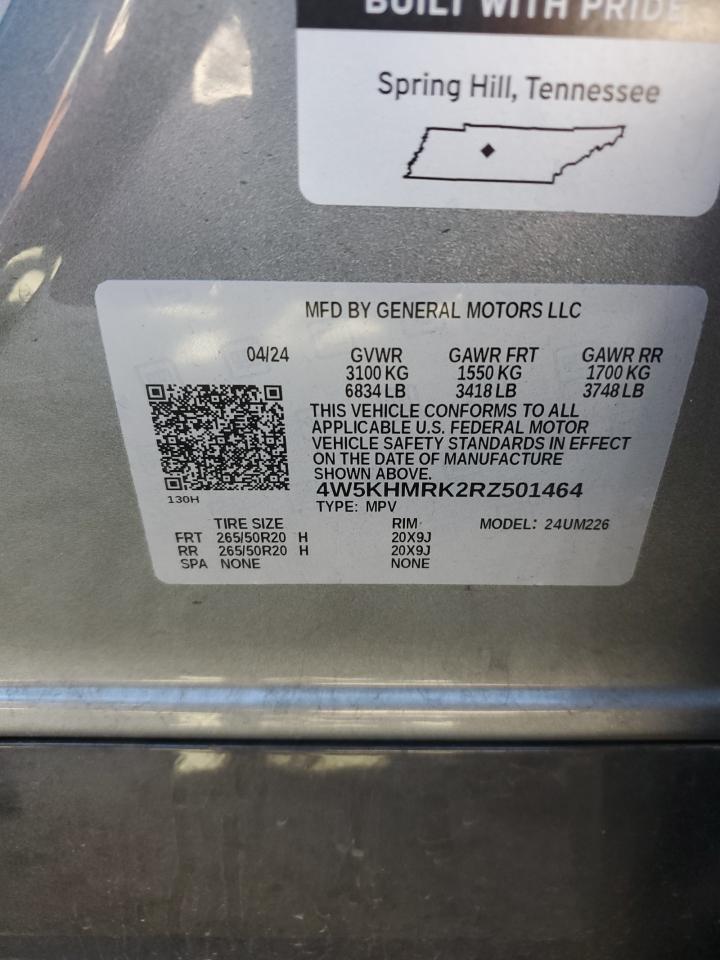 BUILT WITH PRIDE
Spring Hill, Tennessee
MFD BY GENERAL MOTORS LLC
04/24 GVWR GAWR FRT GAWR RR
3100 KG 1550 KG 1700 KG
6834 LB 3418 LB 3748 LB
THIS VEHICLE CONFORMS TO ALL
APPLICABLE U.S. FEDERAL MOTOR
VEHICLE SAFETY STANDARDS IN EFFECT
ON THE DATE OF MANUFACTURE
SHOWN ABOVE.
4W5KHMRK2RZ501464
130H
TYPE: MPV
TIRE SIZE RIM MODEL: 24UM226
FRT 265/50R20 H 20X9J
RR 265/50R20 H 20X9J
SPA NONE NONE